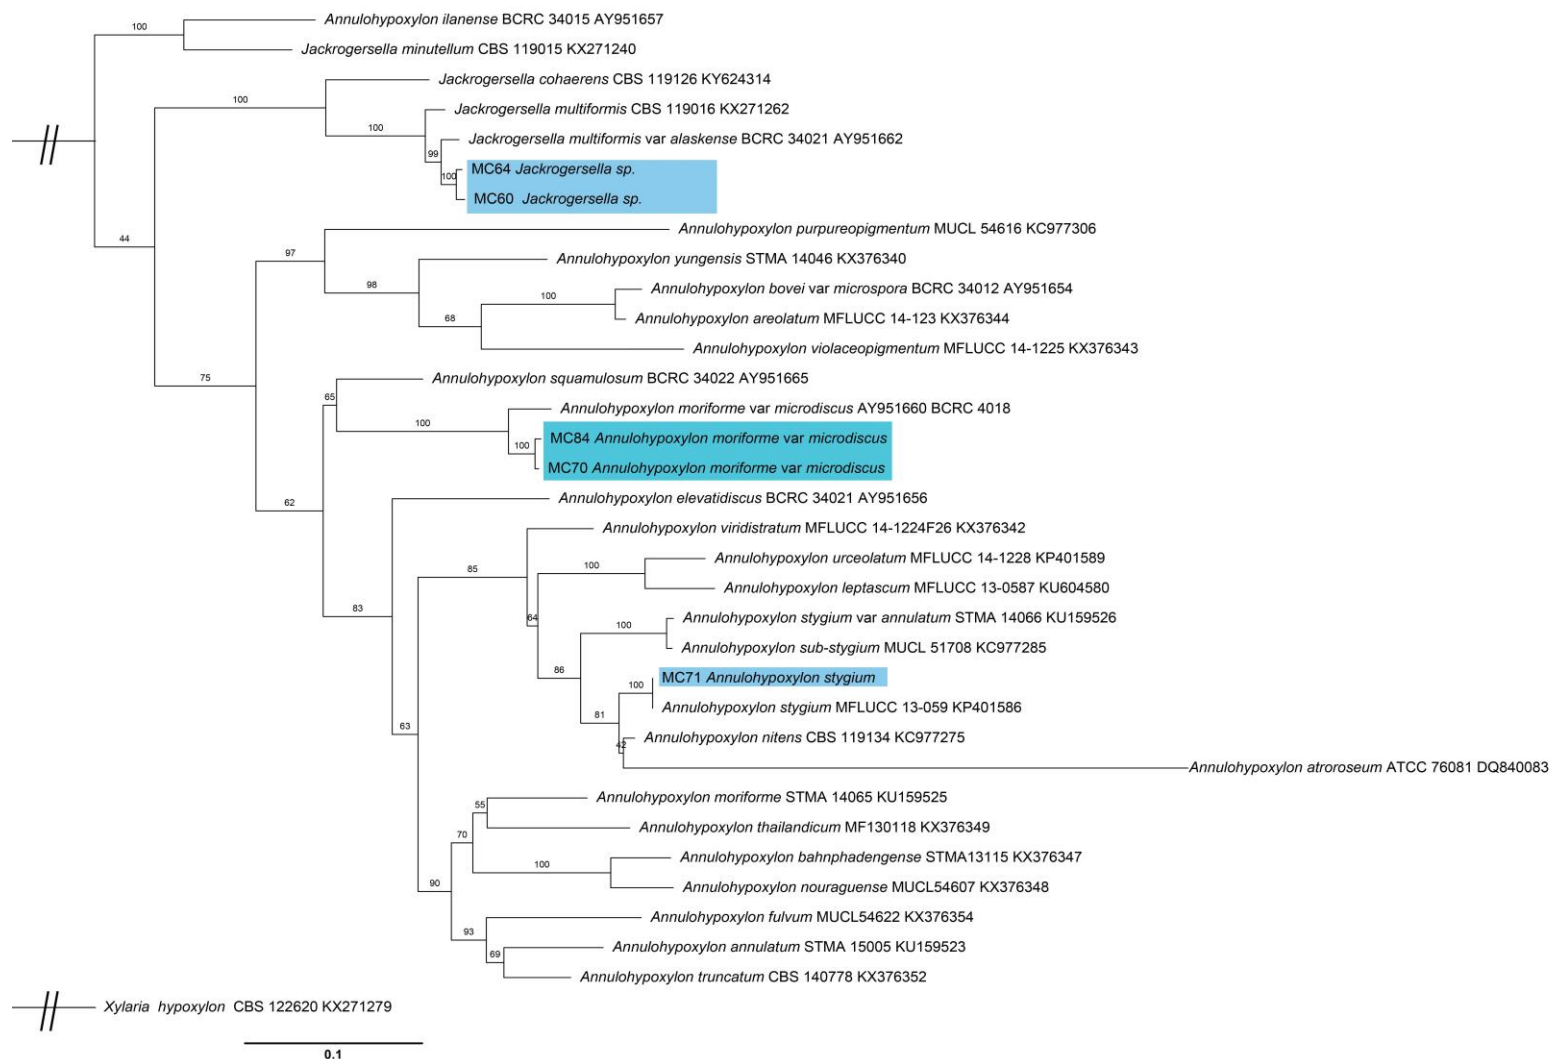 Annulohypoxylon ilanense BCRC 34015 AY951657
100
Jackrogersella minutellum CBS 119015 KX271240
Jackrogersella cohaerens CBS 119126 KY624314
100
Jackrogersella multiformis CBS 119016 KX271262
100
Jackrogersella multiformis var alaskense BCRC 34021 AY951662
99
MC64 Jackrogersella sp.
100
MC60 Jackrogersella sp.
Annulohypoxylon purpureopigmentum MUCL 54616 KC977306
44
97
Annulohypoxylon yungensis STMA 14046 KX376340
98
Annulohypoxylon bovei var microspora BCRC 34012 AY951654
100
Annulohypoxylon areolatum MFLUCC 14-123 KX376344
68
Annulohypoxylon violaceopigmentum MFLUCC 14-1225 KX376343
75
Annulohypoxylon squamulosum BCRC 34022 AY951665
65
Annulohypoxylon moriforme var microdiscus AY951660 BCRC 4018
100
MC84 Annulohypoxylon moriforme var microdiscus
100
MC70 Annulohypoxylon moriforme var microdiscus
Annulohypoxylon elevatidiscus BCRC 34021 AY951656
62
Annulohypoxylon viridistratum MFLUCC 14-1224F26 KX376342
Annulohypoxylon urceolatum MFLUCC 14-1228 KP401589
85
100
Annulohypoxylon leptascum MFLUCC 13-0587 KU604580
83
64
Annulohypoxylon stygium var annulatum STMA 14066 KU159526
100
Annulohypoxylon sub-stygium MUCL 51708 KC977285
86
MC71 Annulohypoxylon stygium
100
Annulohypoxylon stygium MFLUCC 13-059 KP401586
81
63
Annulohypoxylon nitens CBS 119134 KC977275
42
Annulohypoxylon atroroseum ATCC 76081 DQ840083
Annulohypoxylon moriforme STMA 14065 KU159525
55
Annulohypoxylon thailandicum MF130118 KX376349
70
Annulohypoxylon bahnphadengense STMA13115 KX376347
100
Annulohypoxylon nouraguense MUCL54607 KX376348
90
Annulohypoxylon fulvum MUCL54622 KX376354
93
Annulohypoxylon annulatum STMA 15005 KU159523
69
Annulohypoxylon truncatum CBS 140778 KX376352
Xylaria hypoxylon CBS 122620 KX271279
0.1